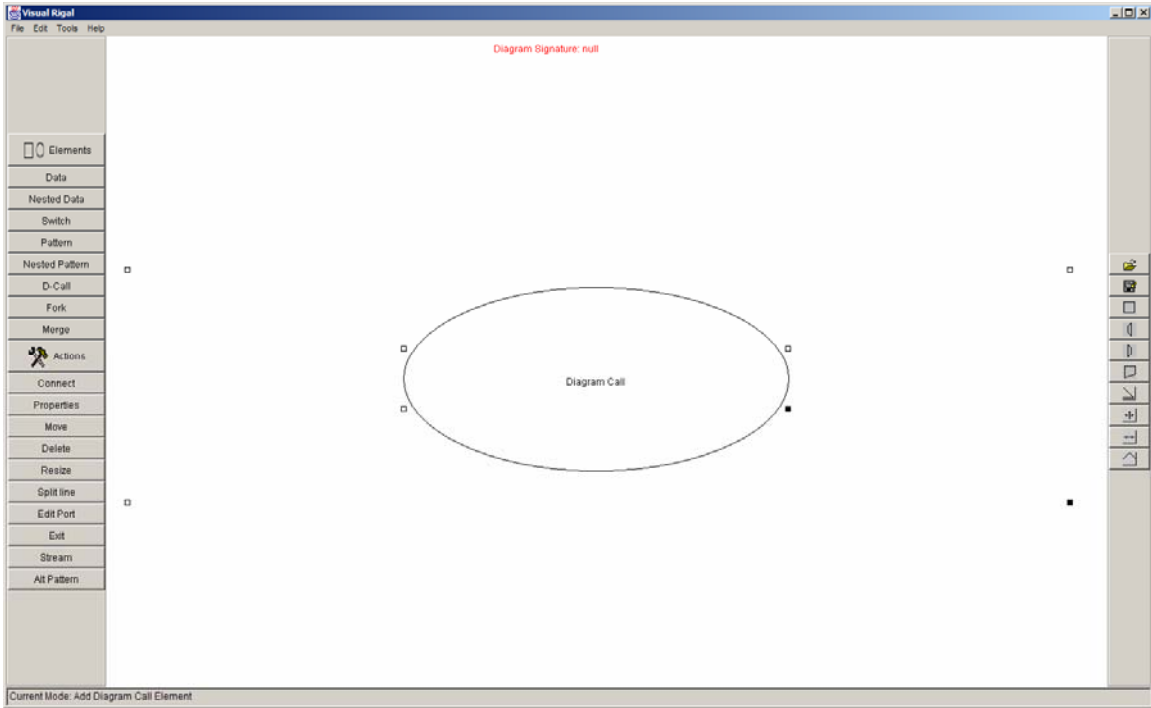 Visual Rigal
File Edit Tools Help
Diagram Signature: null
Elements
Data
Nested Data
Switch
Pattern
Nested Pattern
D-Call
Fork
Merge
Actions
Connect
Properties
Move
Delete
Resize
Split line
Edit Port
Exit
Stream
Alt Pattern
Diagram Call
Current Mode: Add Diagram Call Element